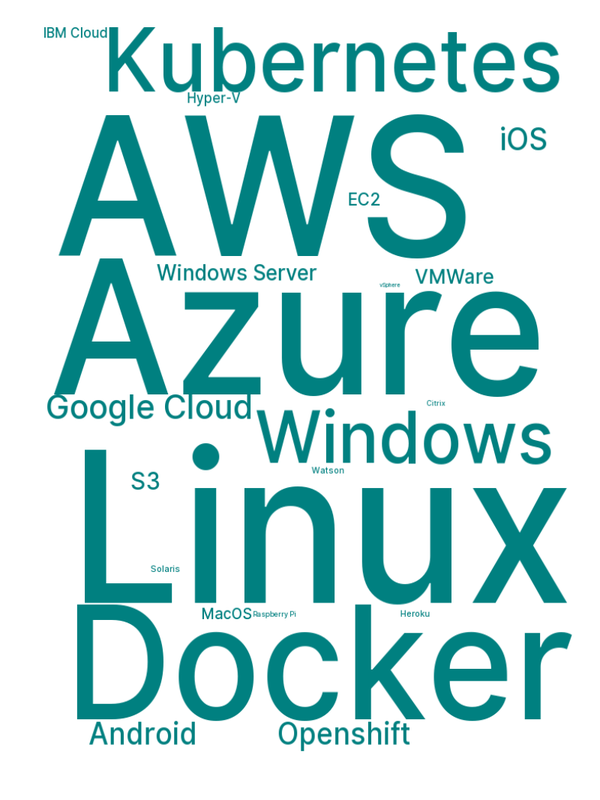 IBM Cloud
Kubernetes
Hyper-V
AWS
iOS
EC2
Windows Server
VMWare
vSphere
Azure
Google Cloud
Citrix
Windows
Watson
S3
Linux
Solaris
MacOS
Raspberry Pi
Heroku
Docker
Android
Openshift